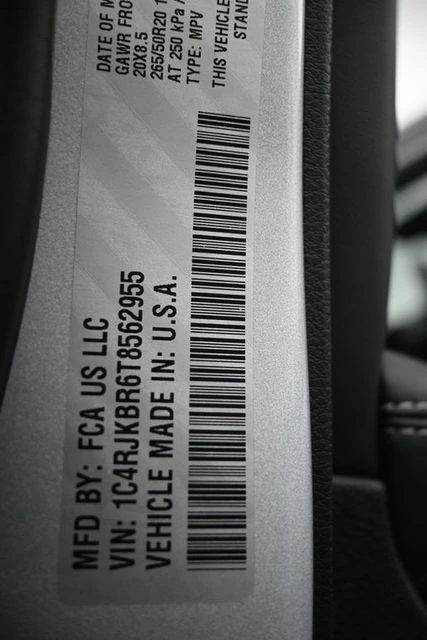 DATE OF M
GAWR FRO
20X8.5
265/50R20 1
AT 250 kPa /
TYPE: MPV
THIS VEHICLE
STAND
MFD BY: FCA US LLC
VIN: 1C4RJKBR6T8562955
VEHICLE MADE IN: U.S.A.